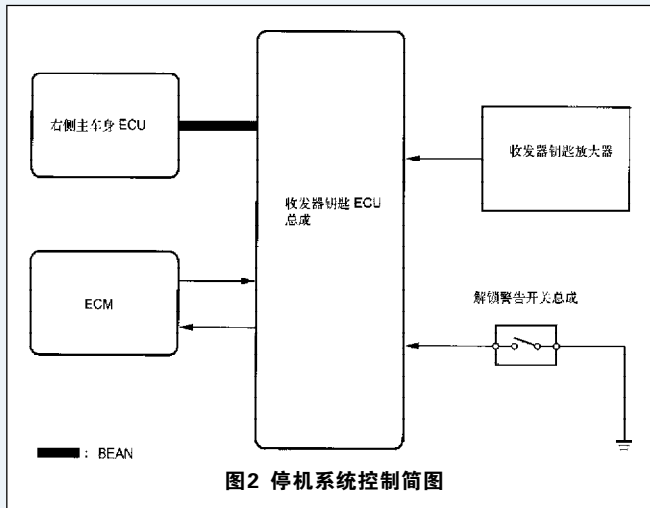 右侧主车身 ECU
收发器钥匙放大器
收发器钥匙 ECU
总成
ECM
解锁警告开关总成
：BEAN
图2 停机系统控制简图